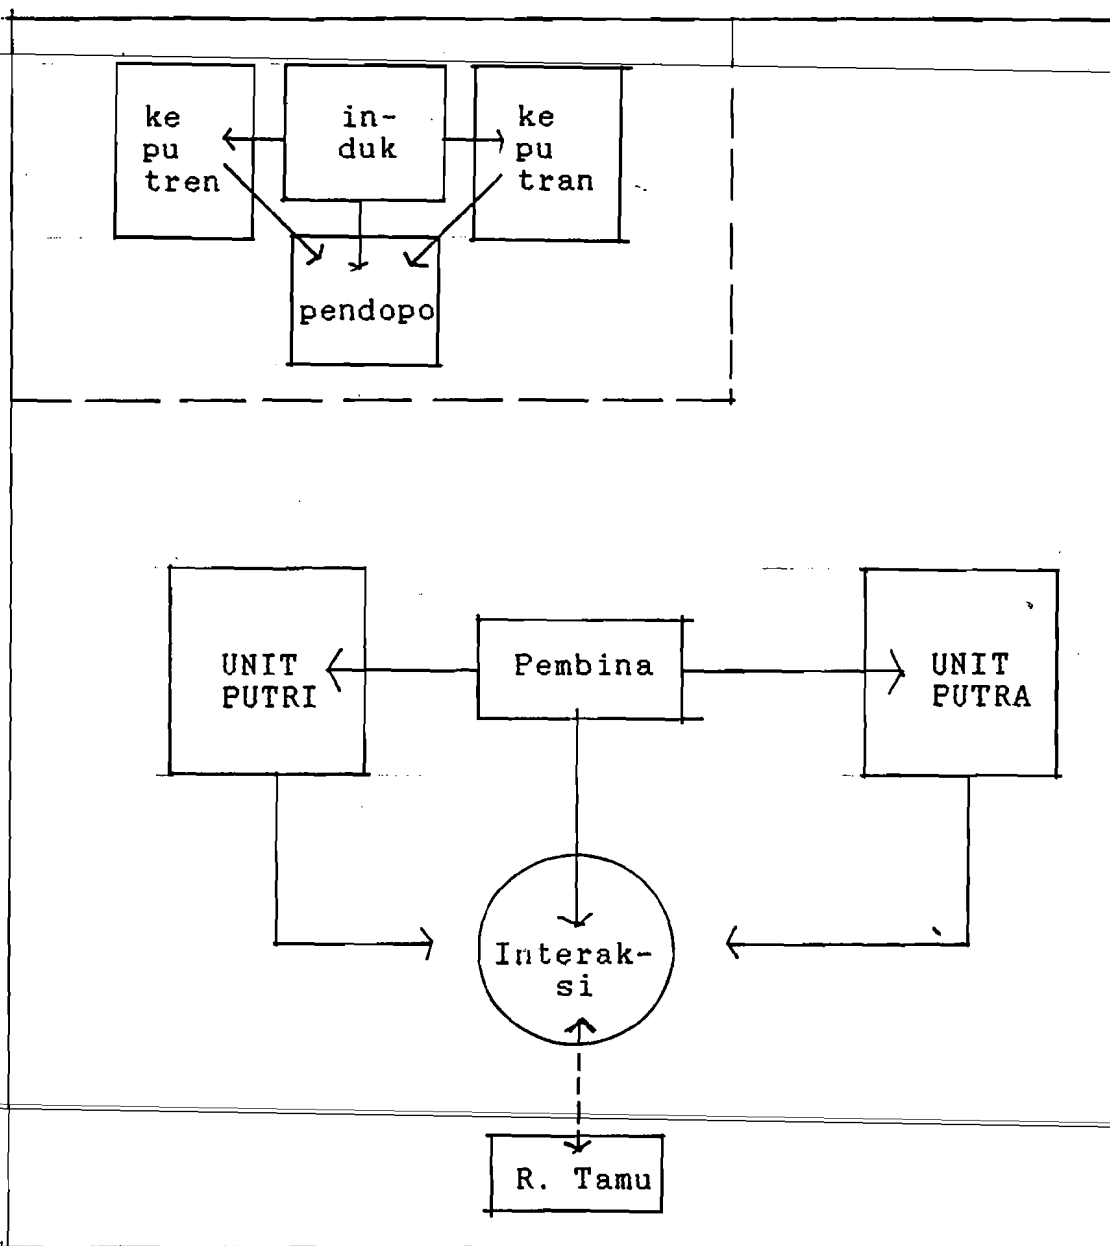 ke
pu
tren
in-
duk
ke
pu
tran
pendopo
UNIT
PUTRI
Pembina
UNIT
PUTRA
Interak-
si
R. Tamu